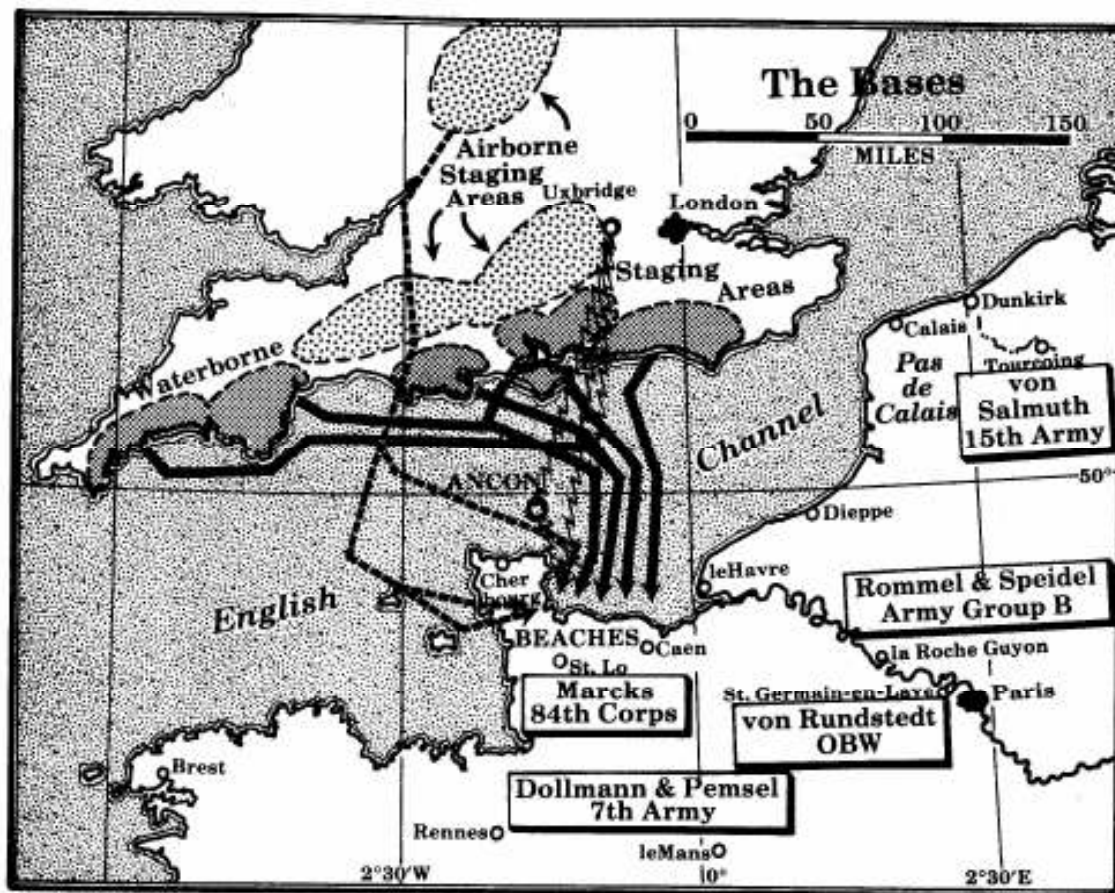 The Bases
0 50 100 150
MILES
Airborne
Staging
Areas
Uxbridge
London
Staging
Areas
Waterborne
Dunkirk
Calais
Tourcoing
Pas
de
Calais
von
Salmuth
15th Army
Channel
50°
ANCON
Dieppe
English
Cher
bourg
leHavre
Rommel & Speidel
Army Group B
BEACHES
Caen
St. Lo
la Roche Guyon
Marcks
84th Corps
St. Germain-en-Laye
Paris
von Rundstedt
OBW
Brest
Dollmann & Pemsel
7th Army
Rennes
leMans
2°30'W
0°
2°30'E